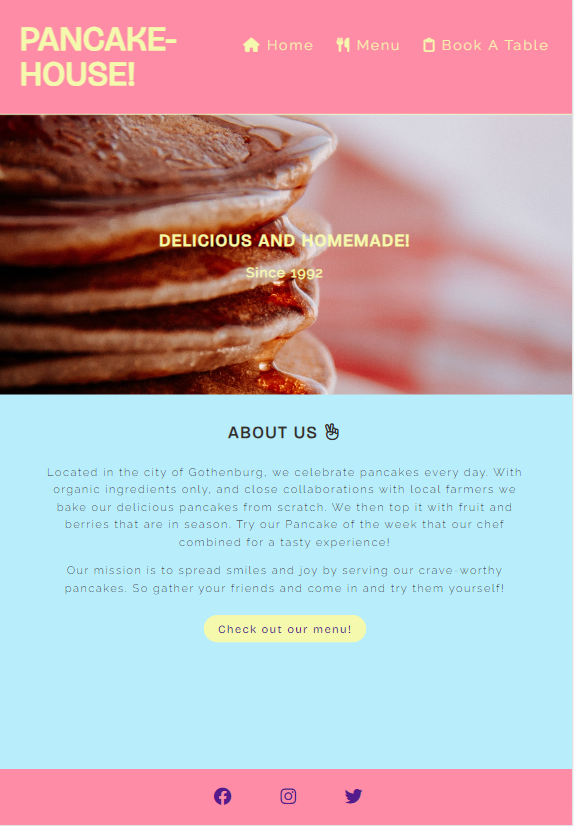 PANCAKE-
HOUSE!
Home Menu Book A Table
DELICIOUS AND HOMEMADE!
Since 1992
ABOUT US
Located in the city of Gothenburg, we celebrate pancakes every day. With
organic ingredients only, and close collaborations with local farmers we
bake our delicious pancakes from scratch. We then top it with fruit and
berries that are in season. Try our Pancake of the week that our chef
combined for a tasty experience!
Our mission is to spread smiles and joy by serving our crave-worthy
pancakes. So gather your friends and come in and try them yourself!
Check out our menu!